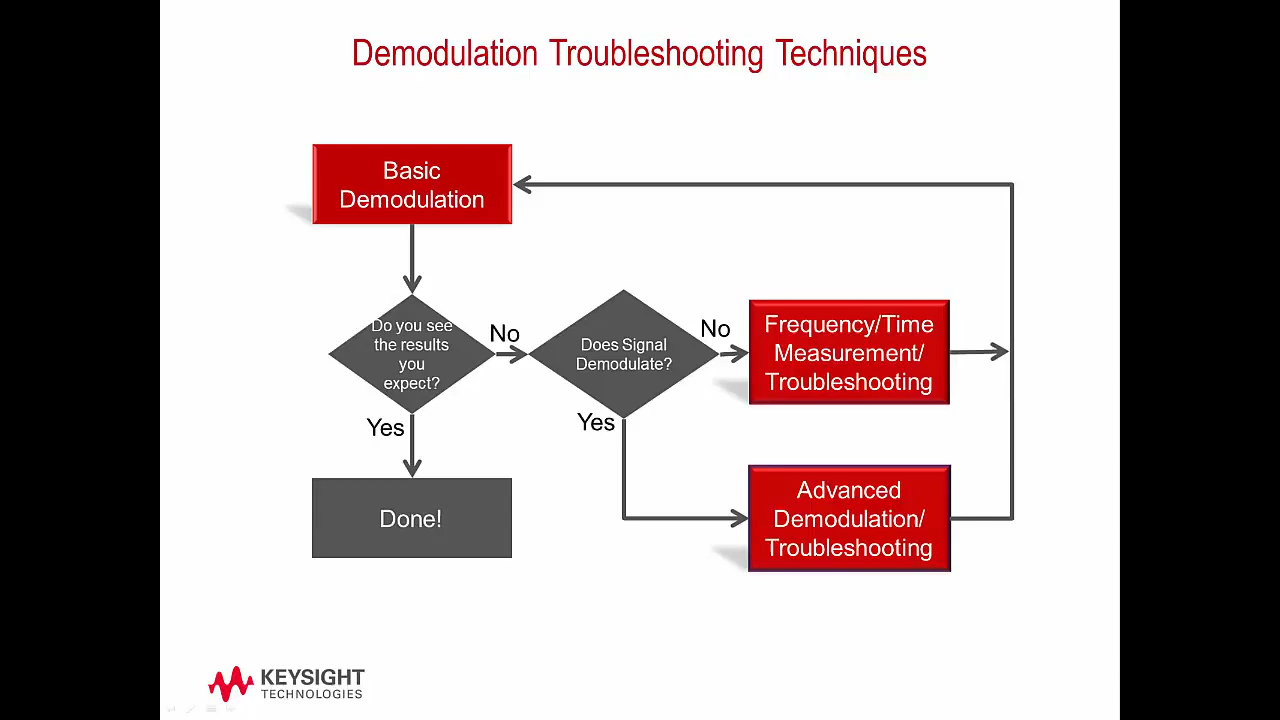 Demodulation Troubleshooting Techniques
Basic
Demodulation
Do you see
the results
you
expect?
No
Does Signal
Demodulate?
No
Frequency/Time
Measurement/
Troubleshooting
Yes
Yes
Done!
Advanced
Demodulation/
Troubleshooting
KEYSIGHT
TECHNOLOGIES